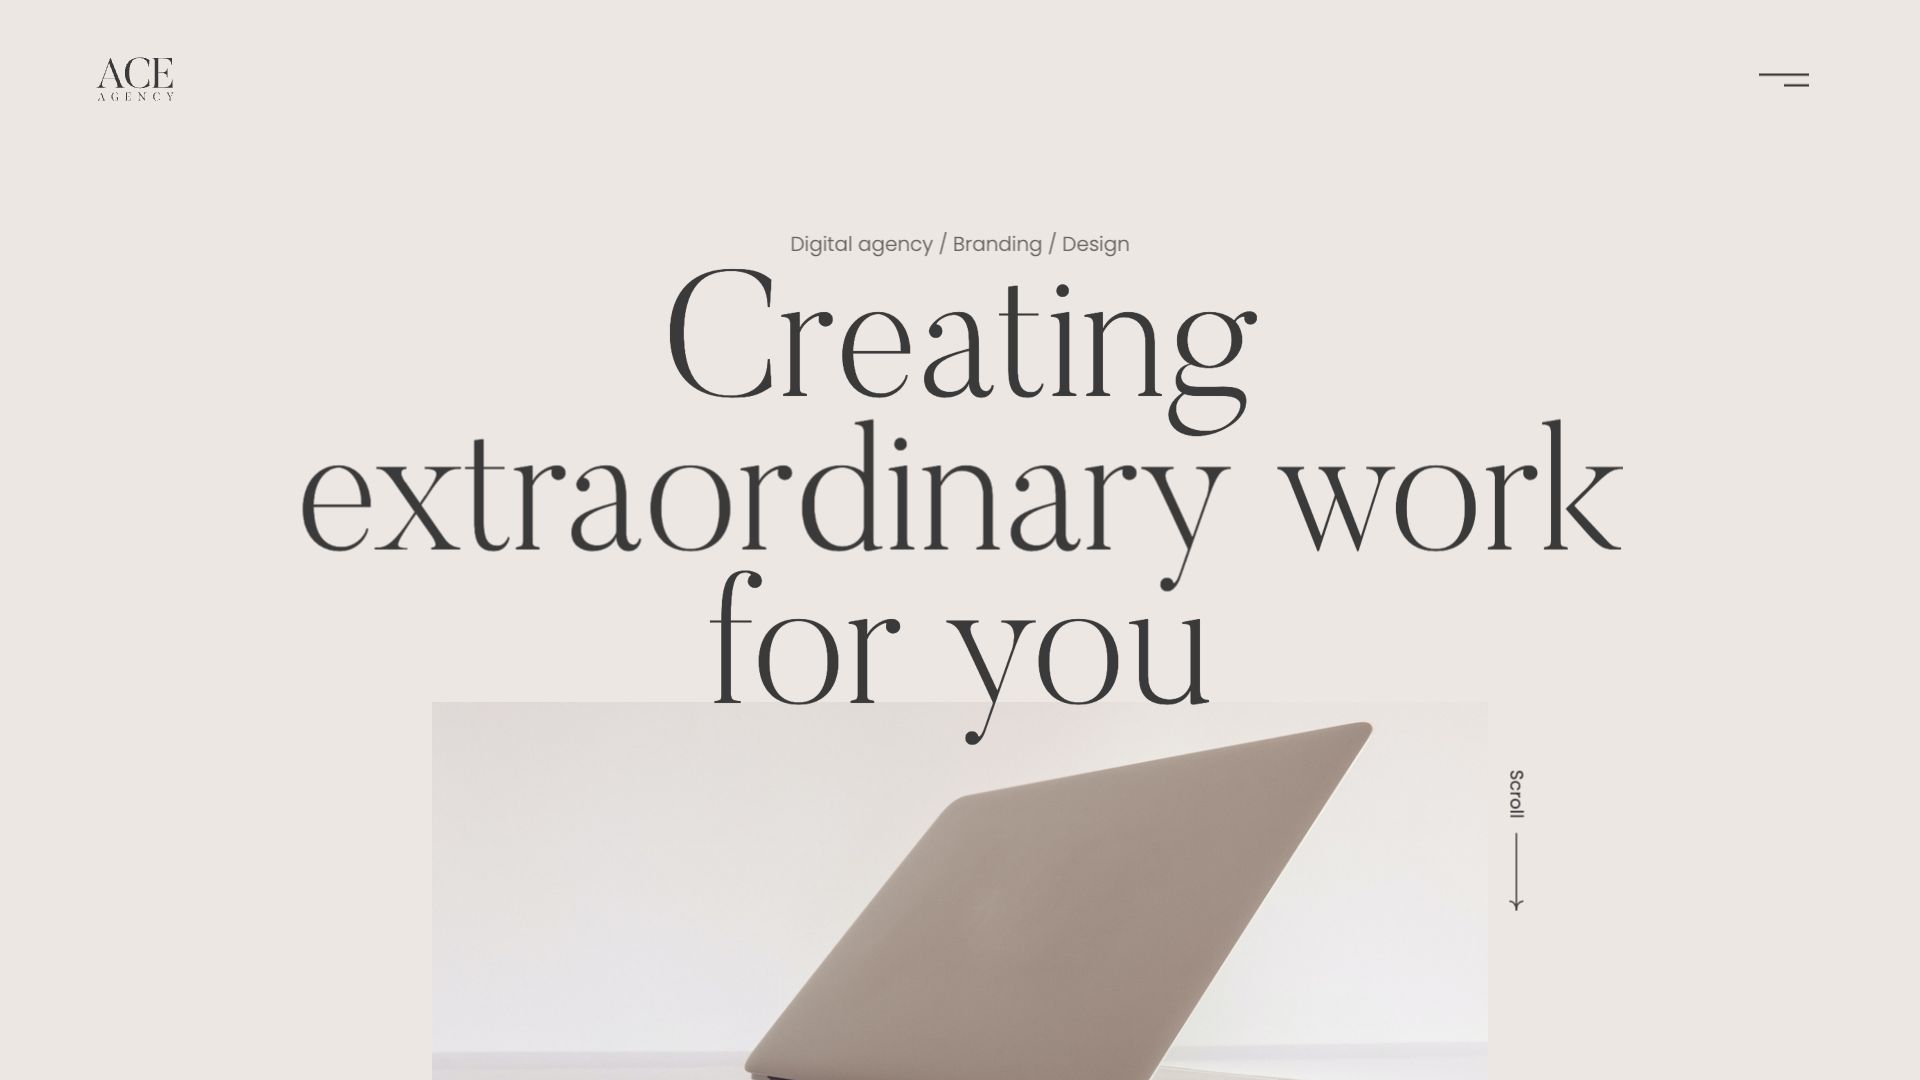 ACE
AGENCY
Digital agency / Branding / Design
Creating
extraordinary work
for you
Scroll